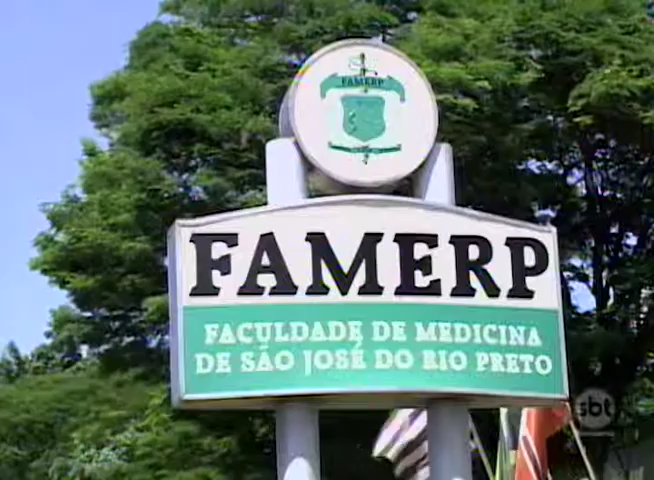 FAMERP
FAMERP
FACULDADE DE MEDICINA
DE SÃO JOSÉ DO RIO PRETO
sbt